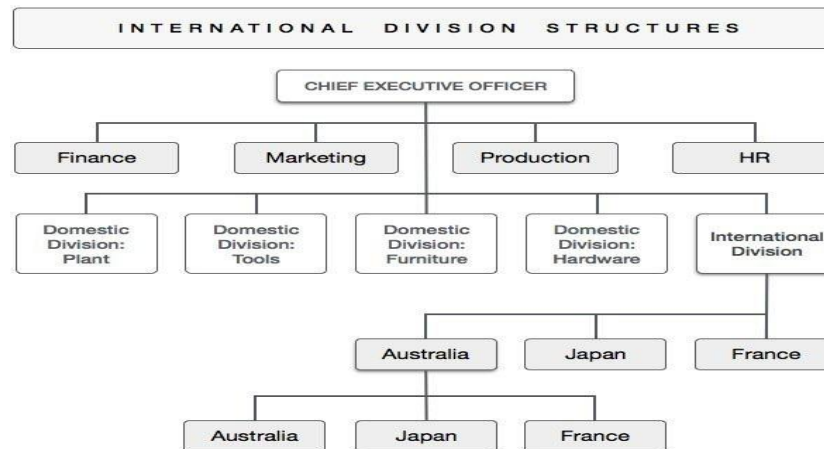 INTERNATIONAL DIVISION STRUCTURES
CHIEF EXECUTIVE OFFICER
Finance
Marketing
Production
HR
Domestic
Division:
Plant
Domestic
Division:
Tools
Domestic
Division:
Furniture
Domestic
Division:
Hardware
International
Division
Australia
Japan
France
Australia
Japan
France